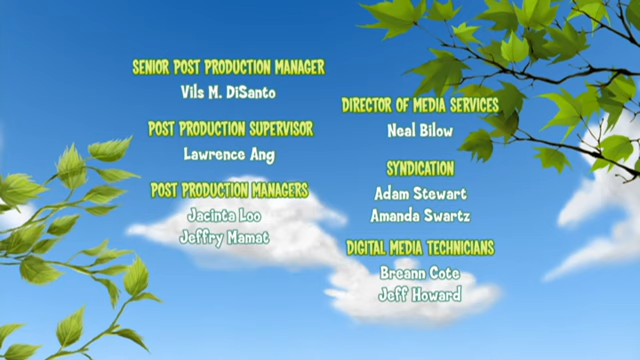 SENIOR POST PRODUCTION MANAGER
Vils M. DiSanto
POST PRODUCTION SUPERVISOR
Lawrence Ang
POST PRODUCTION MANAGERS
Jacinta Loo
Jeffry Mamat
DIRECTOR OF MEDIA SERVICES
Neal Bilow
SYNDICATION
Adam Stewart
Amanda Swartz
DIGITAL MEDIA TECHNICIANS
Breann Cote
Jeff Howard